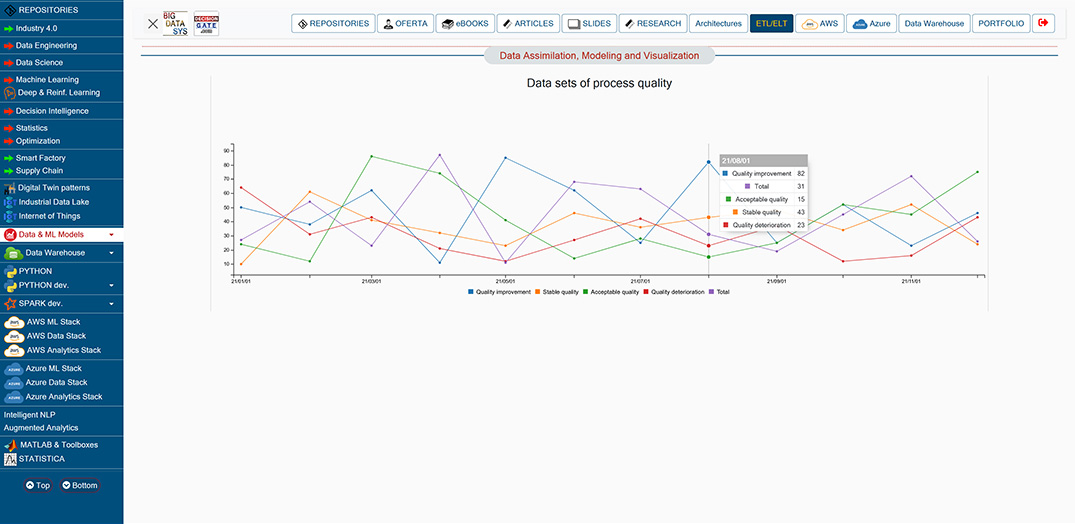 REPOSITORIES
Industry 4.0
Data Engineering
Data Science
Machine Learning
Deep & Reinf. Learning
Decision Intelligence
Statistics
Optimization
Smart Factory
Supply Chain
Digital Twin patterns
Industrial Data Lake
Internet of Things
Data & ML Models
Data Warehouse
PYTHON
PYTHON dev.
SPARK dev.
AWS ML Stack
AWS Data Stack
AWS Analytics Stack
Azure ML Stack
Azure Data Stack
Azure Analytics Stack
Intelligent NLP
Augmented Analytics
MATLAB & Toolboxes
STATISTICA
Top Bottom
BIG
DATA
SYS
DECISION
GATE
REPOSITORIES OFERTA eBOOKS ARTICLES SLIDES RESEARCH Architectures ETL/ELT AWS Azure Data Warehouse PORTFOLIO
Data Assimilation, Modeling and Visualization
Data sets of process quality
90
80
70
60
50
40
30
20
10
21/01/01 21/03/01 21/05/01 21/07/01 21/09/01 21/11/01
21/08/01
Quality improvement 82
Total 31
Acceptable quality 15
Stable quality 43
Quality deterioration 23
Quality improvement Stable quality Acceptable quality Quality deterioration Total